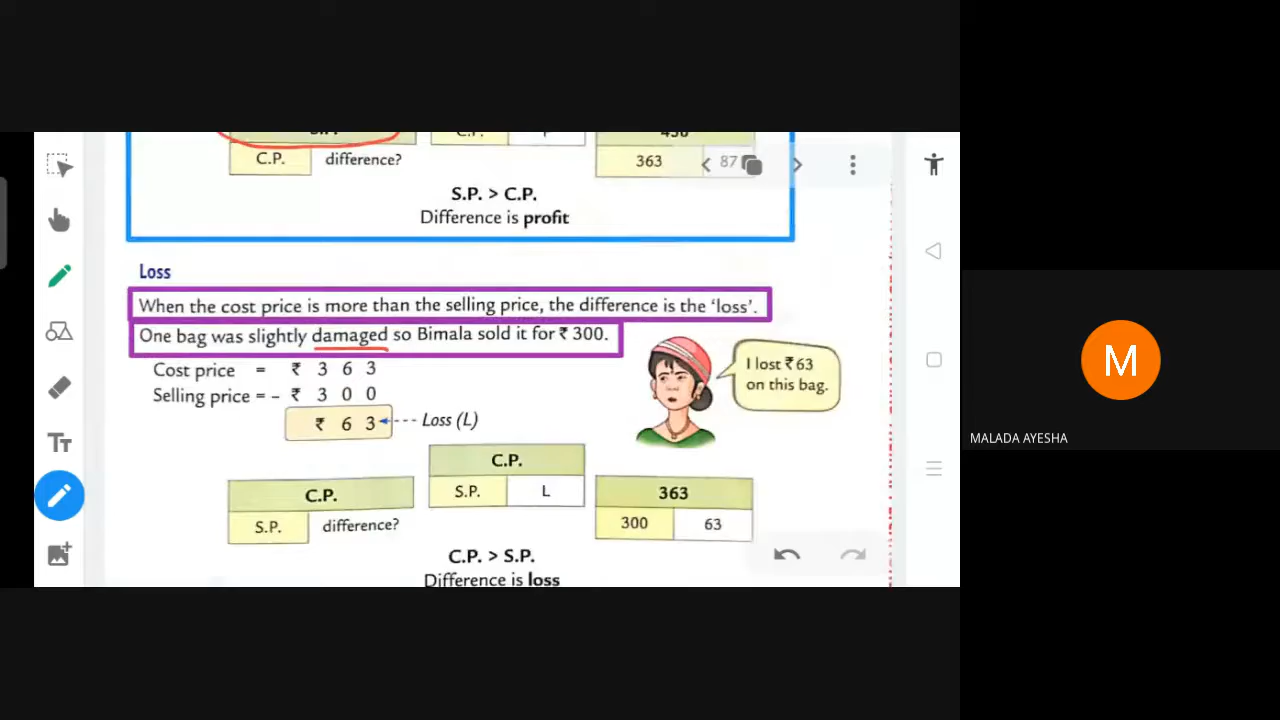 C.P. difference?
363 87
S.P. > C.P.
Difference is profit
Loss
When the cost price is more than the selling price, the difference is the ‘loss’.
One bag was slightly damaged so Bimala sold it for ₹ 300.
Cost price = ₹ 3 6 3
Selling price = - ₹ 3 0 0
₹ 6 3 Loss (L)
I lost ₹ 63
on this bag.
C.P.
S.P. difference?
C.P.
S.P. L
363
300 63
C.P. > S.P.
Difference is loss
Tт
M
MALADA AYESHA